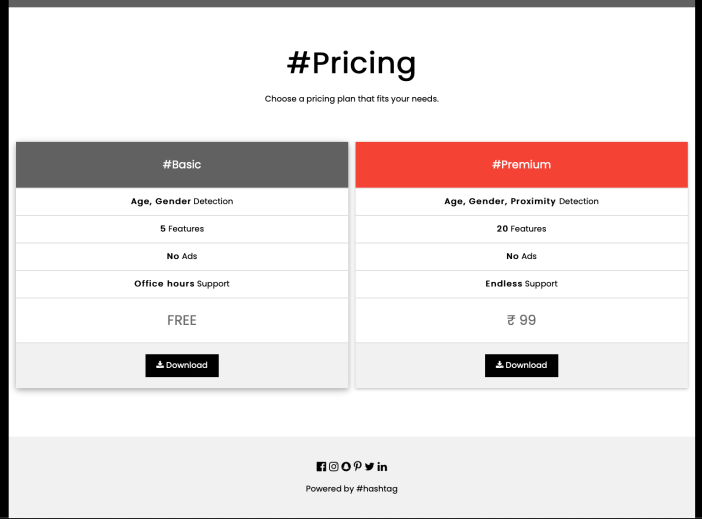 #Pricing
Choose a pricing plan that fits your needs.
#Basic
Age, Gender Detection
5 Features
No Ads
Office hours Support
FREE
Download
#Premium
Age, Gender, Proximity Detection
20 Features
No Ads
Endless Support
₹ 99
Download
Powered by #hashtag